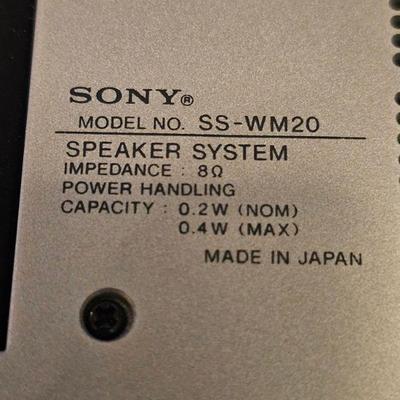 SONY®
MODEL NO. SS-WM20
SPEAKER SYSTEM
IMPEDANCE : 8Ω
POWER HANDLING
CAPACITY : 0.2W (NOM)
0.4W (MAX)
MADE IN JAPAN